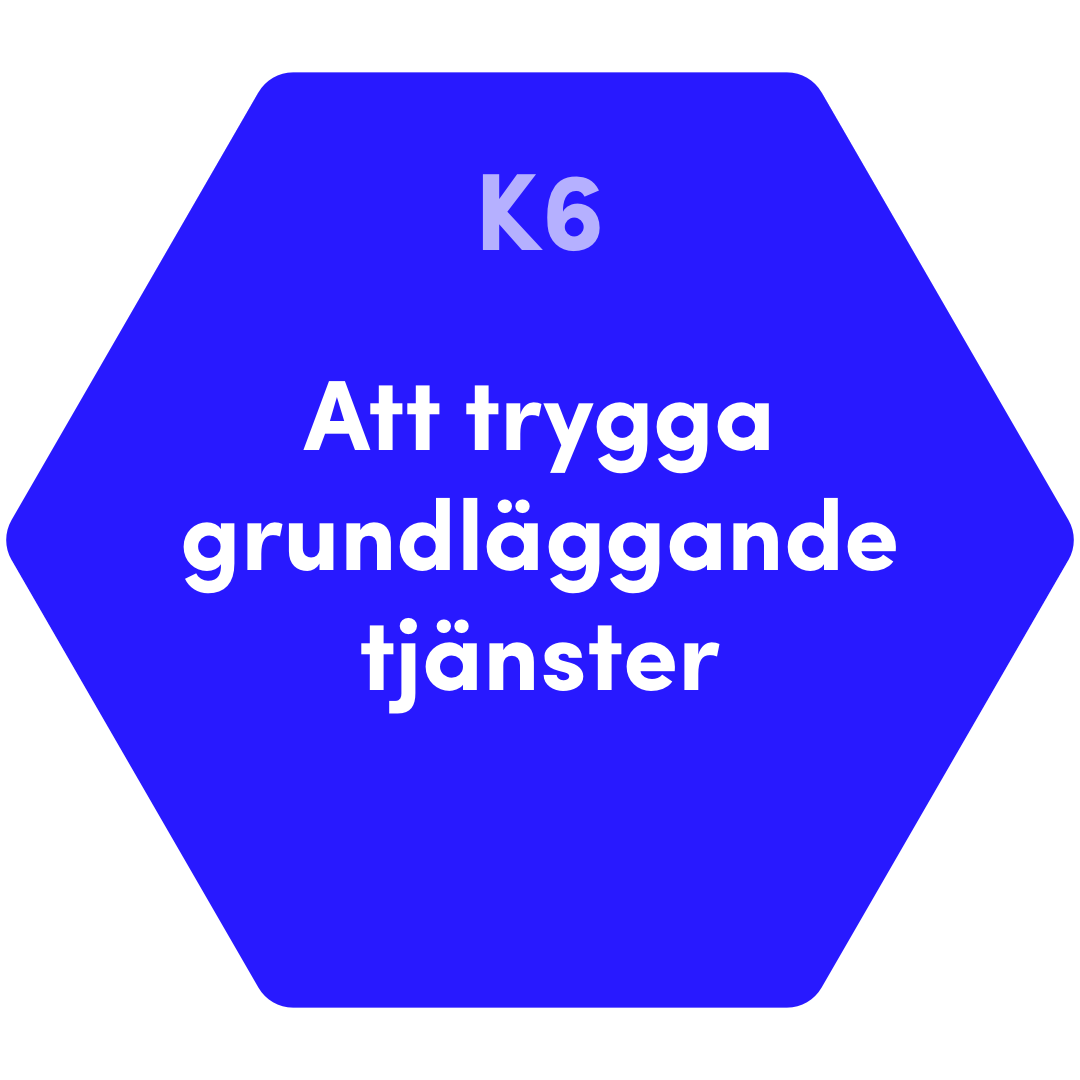 K6
Att trygga
grundläggande
tjänster